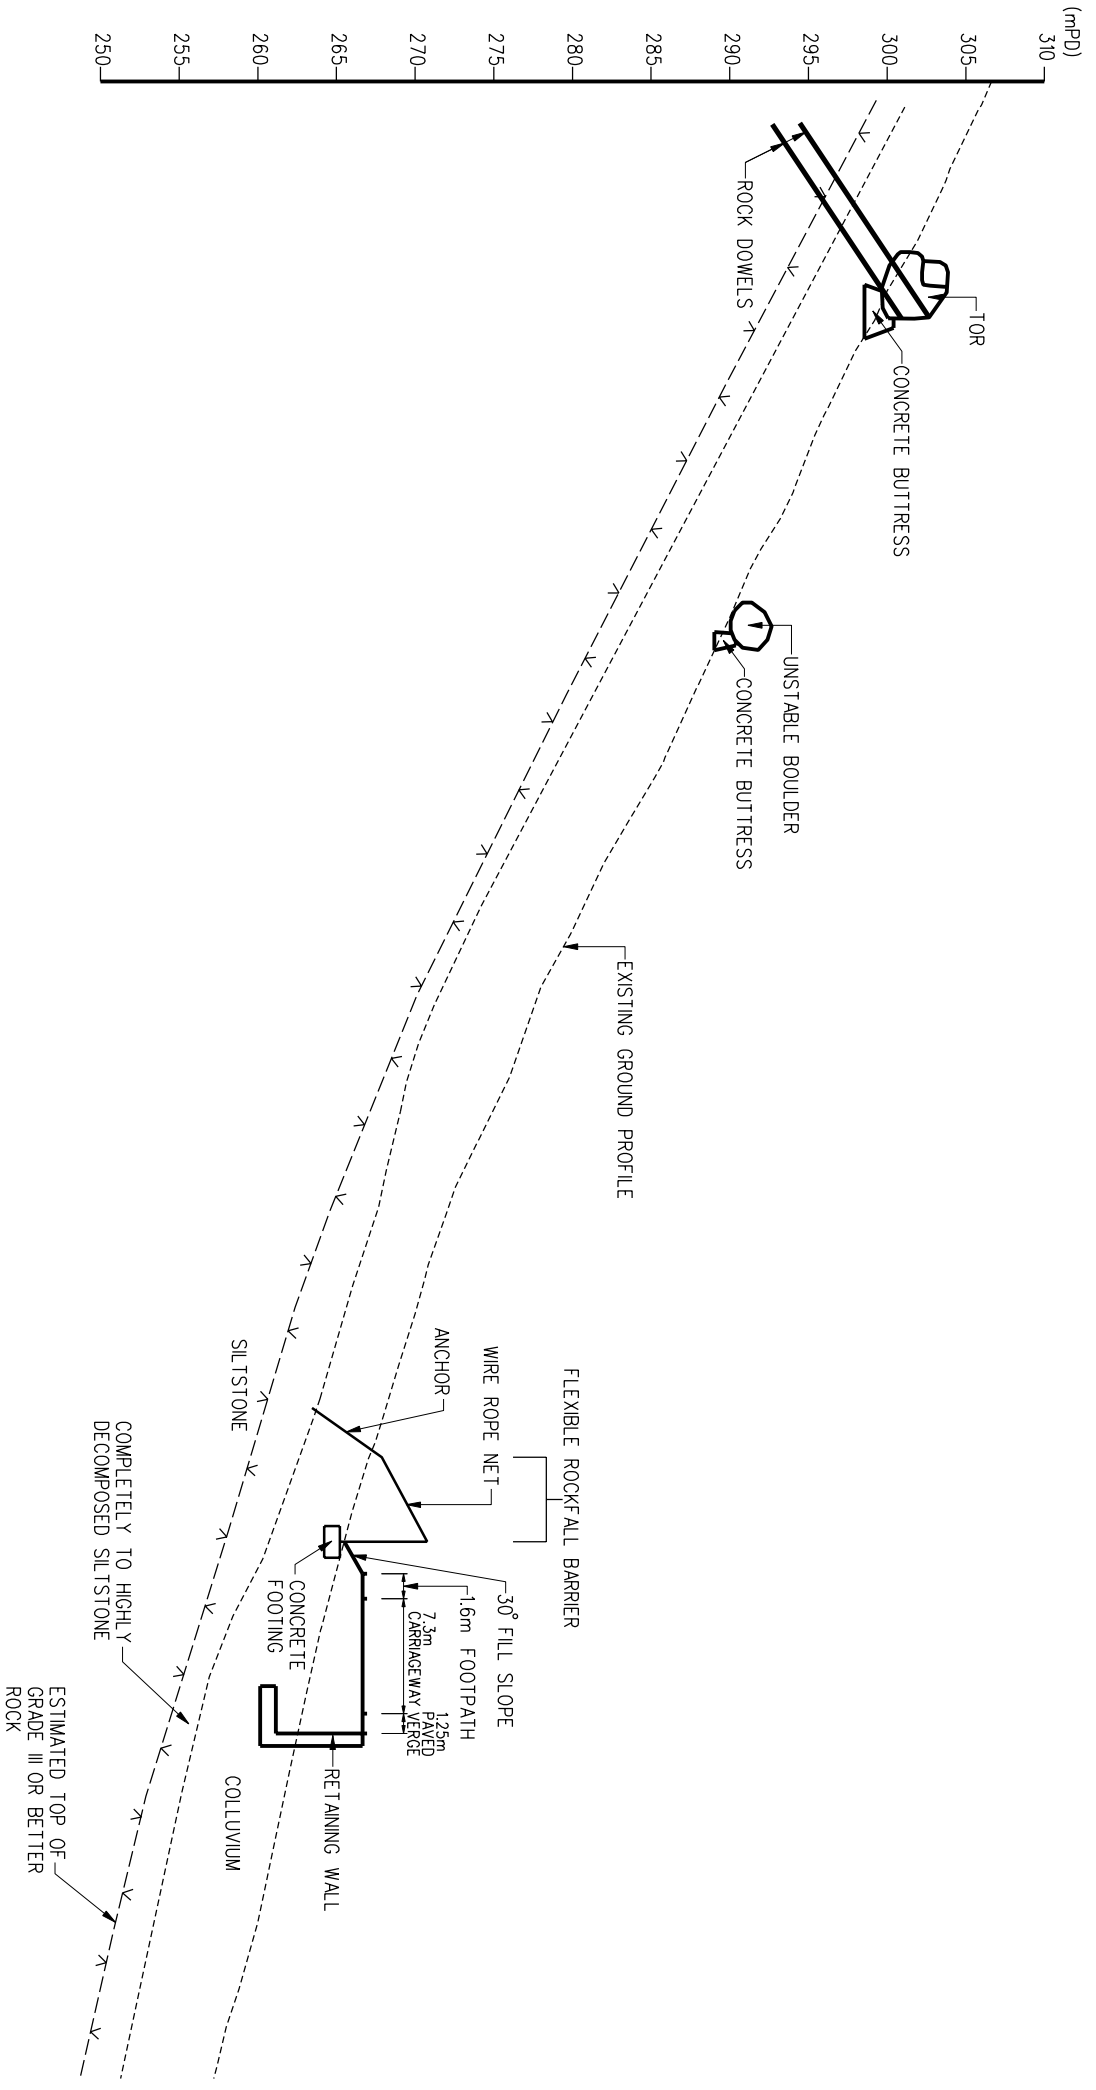 (mPD)
310
305
300
295
290
285
280
275
270
265
260
255
250
TOR
CONCRETE BUTTRESS
ROCK DOWELS
UNSTABLE BOULDER
CONCRETE BUTTRESS
EXISTING GROUND PROFILE
FLEXIBLE ROCKFALL BARRIER
WIRE ROPE NET
ANCHOR
30° FILL SLOPE
1.6m FOOTPATH
7.3m
CARRIAGEWAY
1.25m
PAVED
VERGE
CONCRETE
FOOTING
RETAINING WALL
SILTSTONE
COLLUVIUM
COMPLETELY TO HIGHLY
DECOMPOSED SILTSTONE
ESTIMATED TOP OF
GRADE III OR BETTER
ROCK